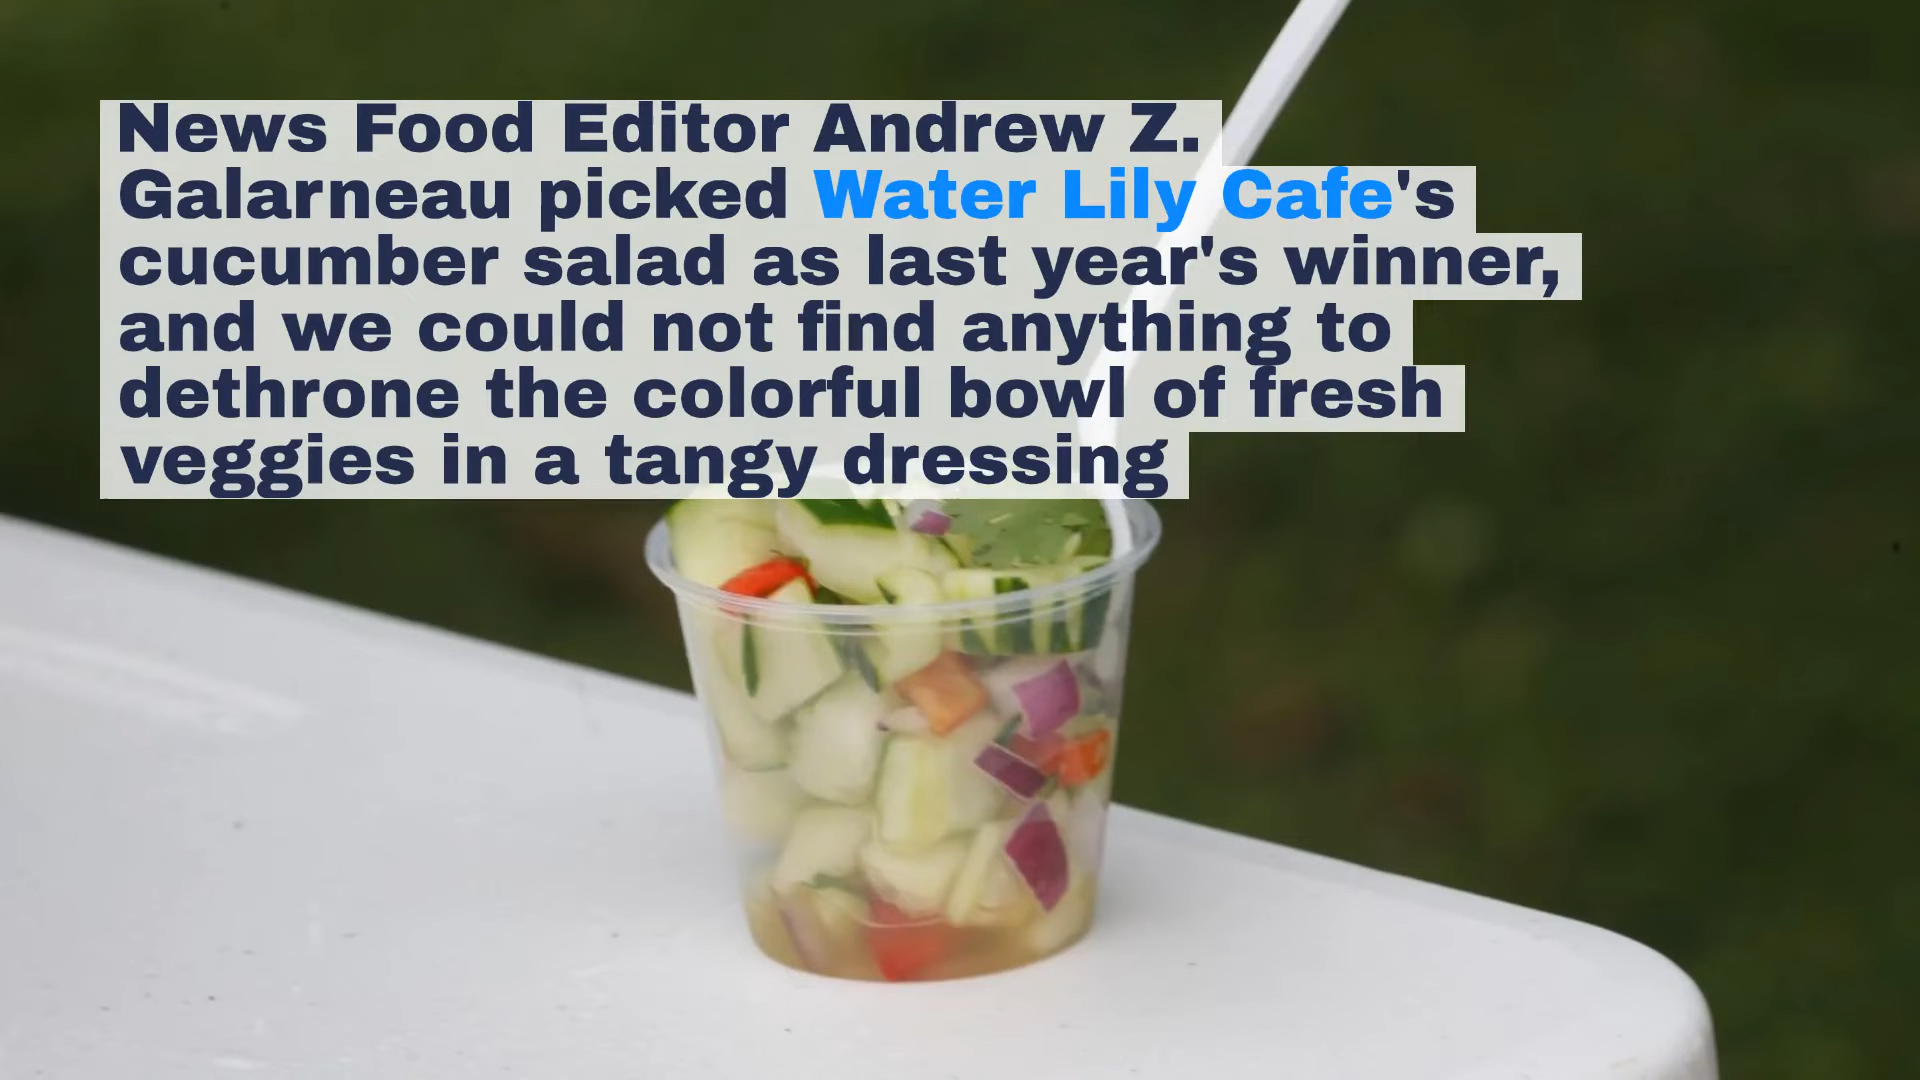 News Food Editor Andrew Z.
Galarneau picked Water Lily Cafe's
cucumber salad as last year's winner,
and we could not find anything to
dethrone the colorful bowl of fresh
veggies in a tangy dressing